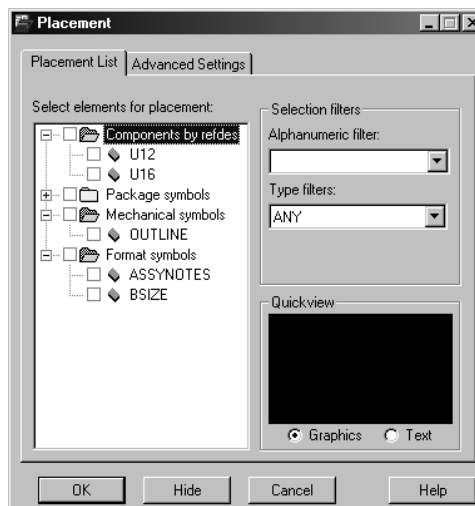 Placement
Placement List
Advanced Settings
Select elements for placement:
Components by refdes
U12
U16
Package symbols
Mechanical symbols
OUTLINE
Format symbols
ASSYNOTES
BSIZE
Selection filters
Alphanumeric filter:
Type filters:
ANY
Quickview
Graphics
Text
OK
Hide
Cancel
Help